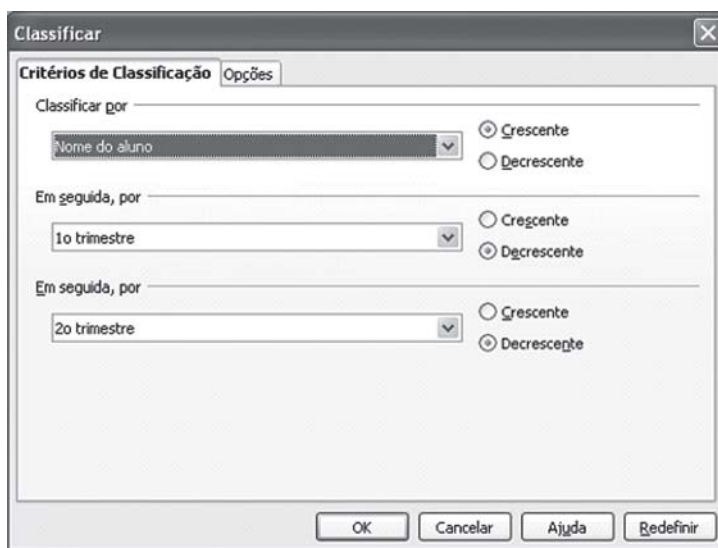 Classificar
Critérios de Classificação Opções
Classificar por
Nome do aluno
Crescente
Decrescente
Em seguida, por
1o trimestre
Crescente
Decrescente
Em seguida, por
2o trimestre
Crescente
Decrescente
OK Cancelar Ajuda Redefinir